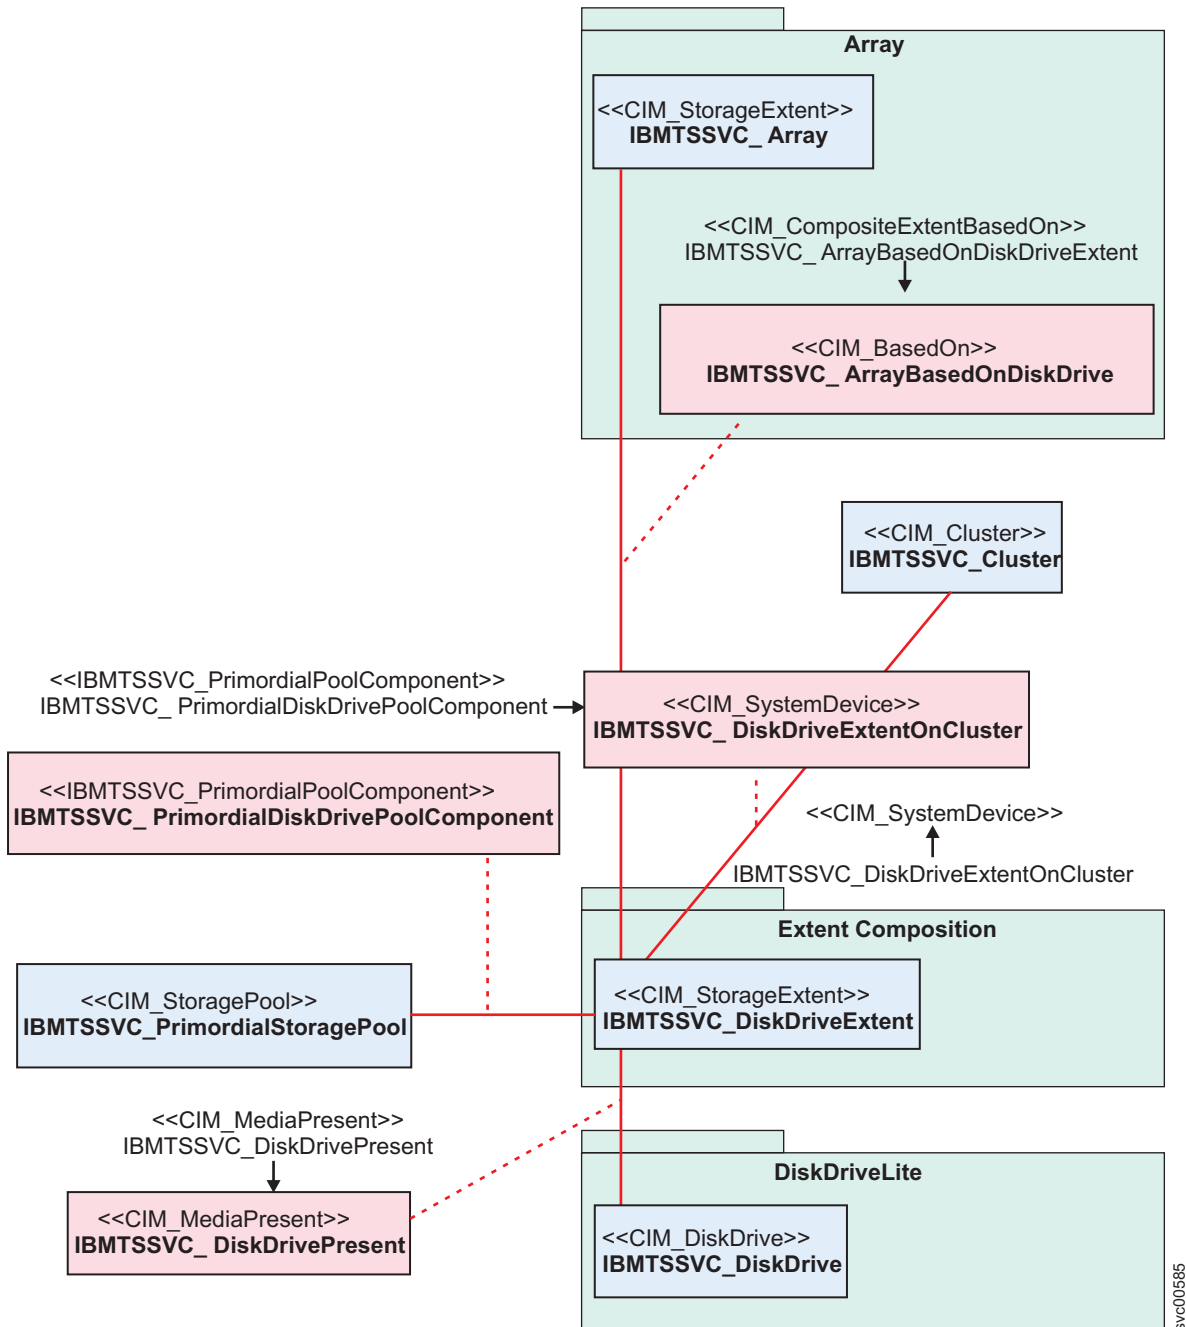 Array
<<CIM_StorageExtent>>
IBMTSSVC_ Array
<<CIM_CompositeExtentBasedOn>>
IBMTSSVC_ ArrayBasedOnDiskDriveExtent
<<CIM_BasedOn>>
IBMTSSVC_ ArrayBasedOnDiskDrive
<<CIM_Cluster>>
IBMTSSVC_Cluster
<<IBMTSSVC_PrimordialPoolComponent>>
IBMTSSVC_ PrimordialDiskDrivePoolComponent
<<CIM_SystemDevice>>
IBMTSSVC_ DiskDriveExtentOnCluster
<<IBMTSSVC_PrimordialPoolComponent>>
IBMTSSVC_ PrimordialDiskDrivePoolComponent
<<CIM_SystemDevice>>
IBMTSSVC_DiskDriveExtentOnCluster
Extent Composition
<<CIM_StoragePool>>
IBMTSSVC_PrimordialStoragePool
<<CIM_StorageExtent>>
IBMTSSVC_DiskDriveExtent
<<CIM_MediaPresent>>
IBMTSSVC_DiskDrivePresent
<<CIM_MediaPresent>>
IBMTSSVC_ DiskDrivePresent
DiskDriveLite
<<CIM_DiskDrive>>
IBMTSSVC_DiskDrive
svc00585